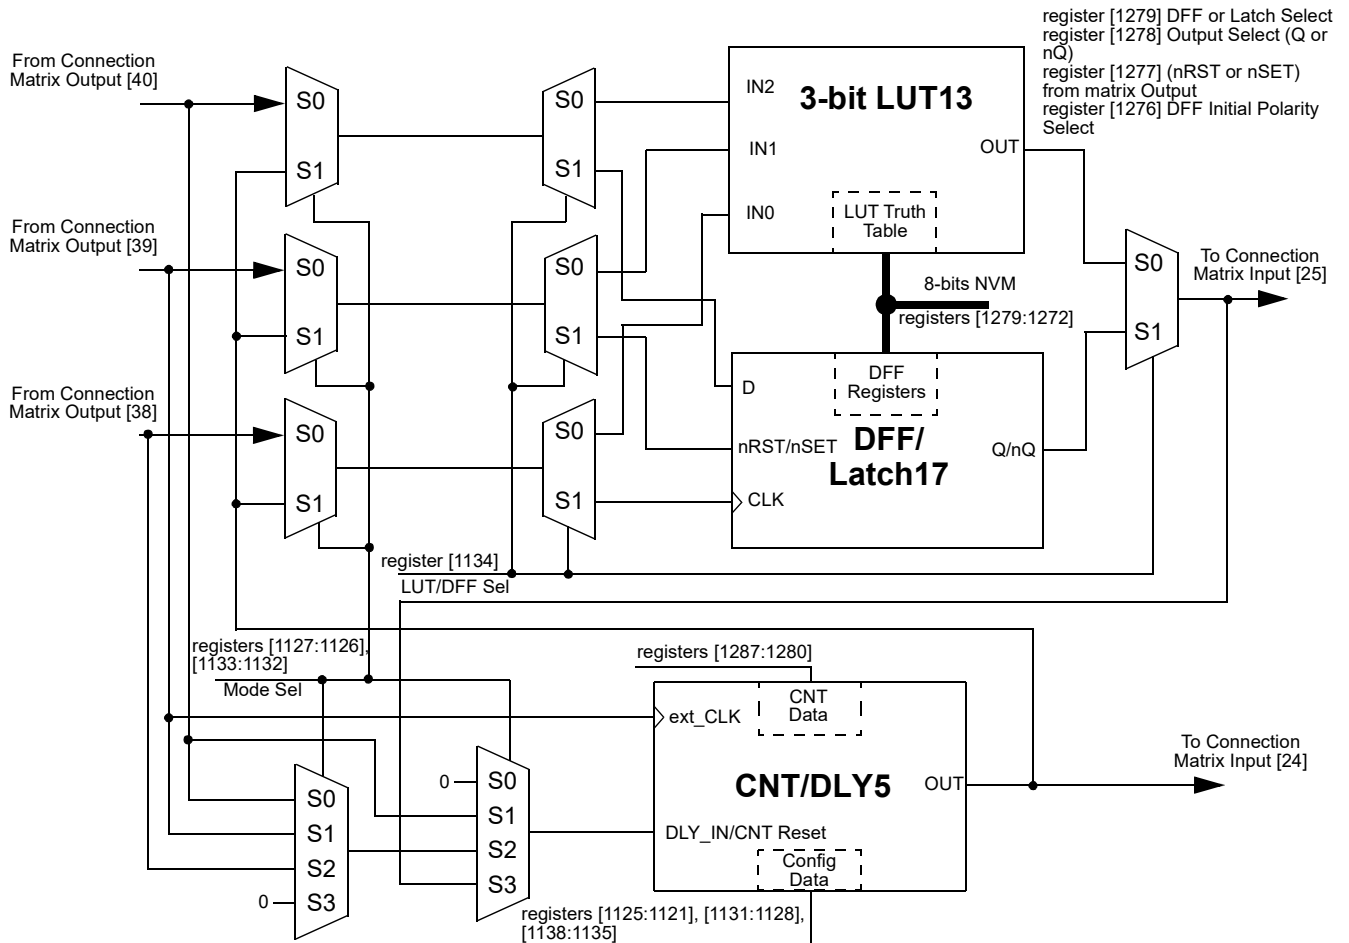 register [1279] DFF or Latch Select
register [1278] Output Select (Q or
nQ)
register [1277] (nRST or nSET)
from matrix Output
register [1276] DFF Initial Polarity
Select
From Connection
Matrix Output [40]
S0
S1
S0
S1
IN2
3-bit LUT13
IN1
OUT
IN0
LUT Truth
Table
From Connection
Matrix Output [39]
S0
S1
S0
S1
8-bits NVM
registers [1279:1272]
S0
S1
To Connection
Matrix Input [25]
From Connection
Matrix Output [38]
S0
S1
S0
S1
D
DFF
Registers
nRST/nSET
DFF/
Latch17
Q/nQ
CLK
register [1134]
LUT/DFF Sel
registers [1127:1126],
[1133:1132]
Mode Sel
registers [1287:1280]
ext_CLK
CNT
Data
CNT/DLY5
OUT
To Connection
Matrix Input [24]
0
S0
S1
S2
S3
S0
S1
S2
0
S3
DLY_IN/CNT Reset
Config
Data
registers [1125:1121], [1131:1128],
[1138:1135]